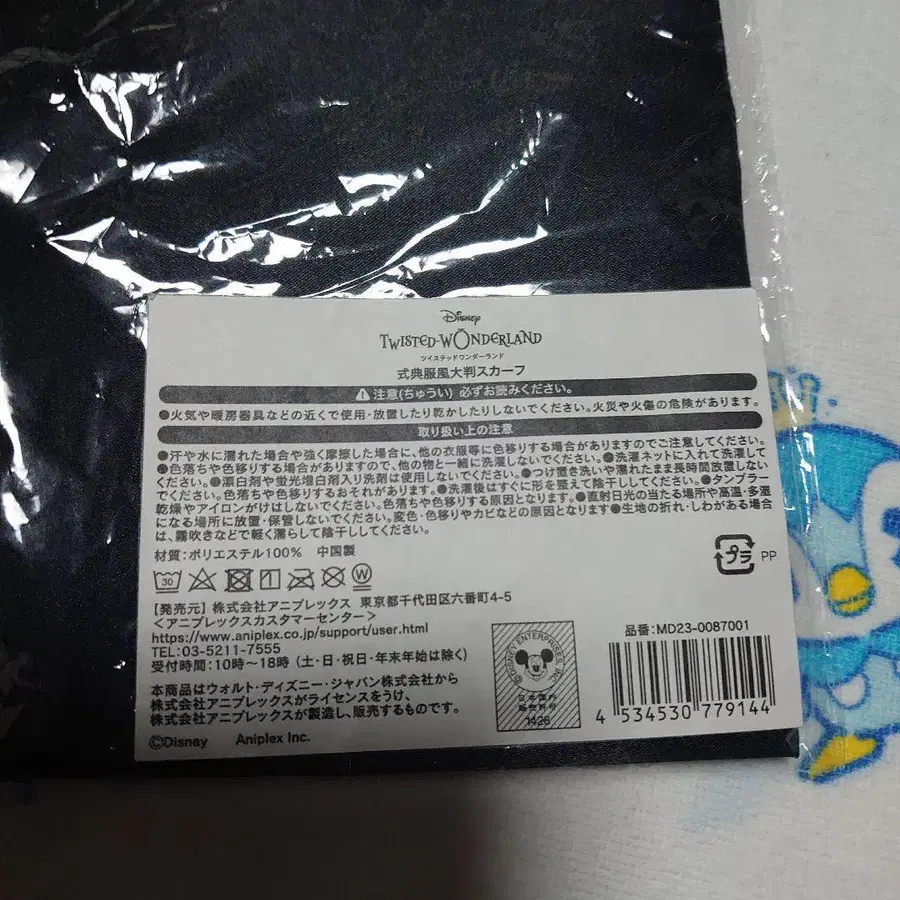 Disney
TWISTED-WONDERLAND
ツイステッドワンダーランド
式典服風大判スカーフ
注意(ちゅうい) 必ずお読みください。
●火気や暖房器具などの近くで使用・放置したり乾かしたりしないでください。火災や火傷の危険があります。
取り扱い上の注意
●汗や水に濡れた場合や強く摩擦した場合に、他の衣服等に色移りする場合がありますのでご注意してください。
●色落ちや色移りする場合がありますので、他の物と一緒に洗濯しないでください。●洗濯ネットに入れて洗濯して
ください。●漂白剤や蛍光増白剤入り洗剤は使用しないでください。●つけ置き洗いや濡れたまま長時間放置しない
でください。色落ちや色移りするおそれがあります。●洗濯後はすぐに形を整えて陰干ししてください。●タンブラー
乾燥やアイロンがけはしないでください。色落ちや色移りする原因となります。●直射日光の当たる場所や高温・多湿
になる場所に放置・保管しないでください。変色・色移りやカビなどの原因となります●生地の折れ・しわがある場合
は、霧吹きなどで軽く濡らして陰干ししてください。
材質:ポリエステル100% 中国製
30
W
プラ PP
【発売元】株式会社アニプレックス 東京都千代田区六番町4-5
<アニプレックスカスタマーセンター>
https://www.aniplex.co.jp/support/user.html
TEL:03-5211-7555
受付時間:10時〜18時(土・日・祝日・年末年始は除く)
本商品はウォルト・ディズニー・ジャパン株式会社から
株式会社アニプレックスがライセンスをうけ、
株式会社アニプレックスが製造し、販売するものです。
©Disney Aniplex Inc.
©DISNEY ENTERPRISES, INC.
日本国内
販売許可
1426
品番:MD23-0087001
4 534530 779144